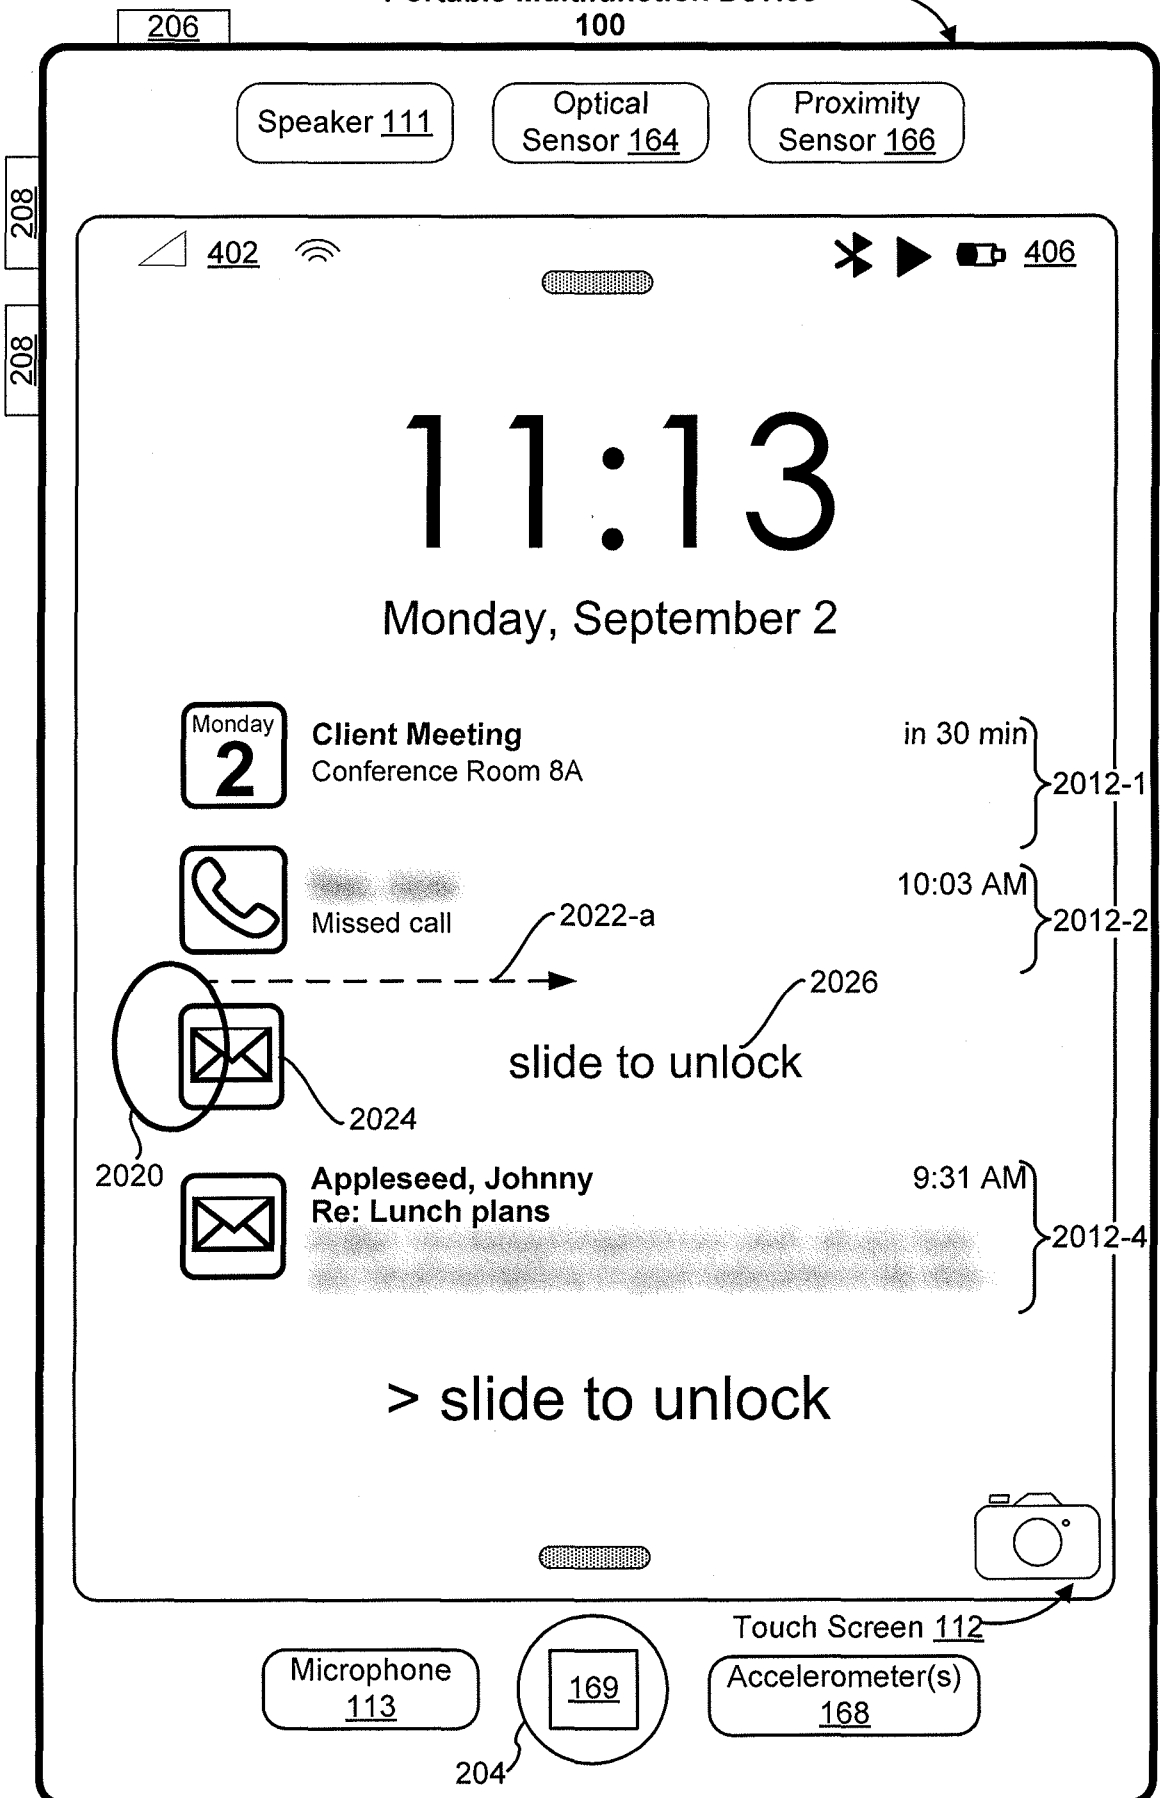 Portable Multifunction Device
100
206
Speaker 111
Optical
Sensor 164
Proximity
Sensor 166
208
208
402
406
11:13
Monday, September 2
Monday
2
Client Meeting
Conference Room 8A
in 30 min
2012-1
Missed call
10:03 AM
2012-2
2022-a
2026
slide to unlock
2024
2020
Appleseed, Johnny
Re: Lunch plans
9:31 AM
2012-4
> slide to unlock
Touch Screen 112
Microphone
113
169
Accelerometer(s)
168
204